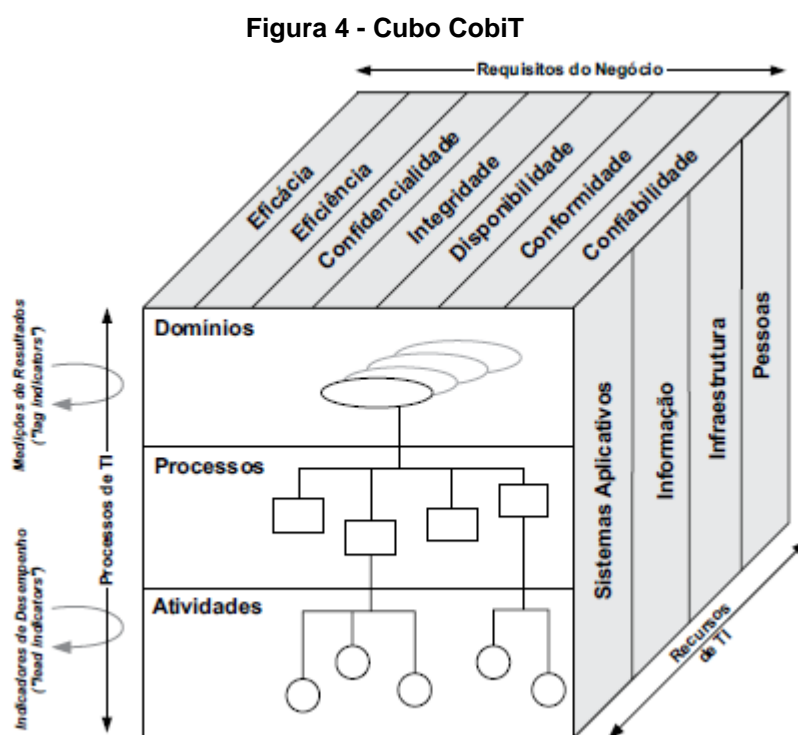 Figura 4 - Cubo CobiT
Requisitos do Negócio
Eficácia
Eficiência
Confidencialidade
Integridade
Disponibilidade
Conformidade
Confiabilidade
Domínios
Processos
Atividades
Medições de Resultados
("lag indicators")
Processos de TI
Indicadores de Desempenho
("lead indicators")
Sistemas Aplicativos
Informação
Infraestrutura
Pessoas
Recursos
de TI